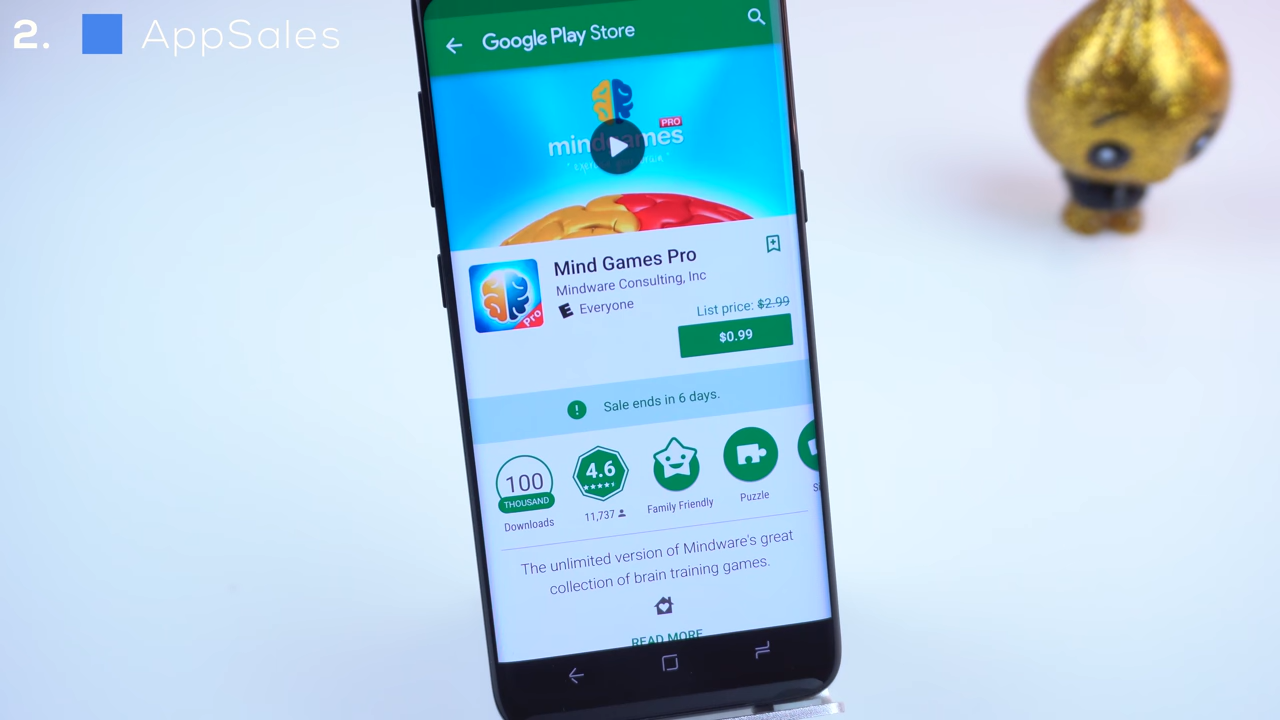 2. AppSales
Google Play Store
PRO
mindgames
Mind Games Pro
Mindware Consulting, Inc
Everyone
List price: $2.99
$0.99
Pro
Sale ends in 6 days.
100
THOUSAND
Downloads
4.6
11,737
Family Friendly
Puzzle
The unlimited version of Mindware's great
collection of brain training games.
READ MORE